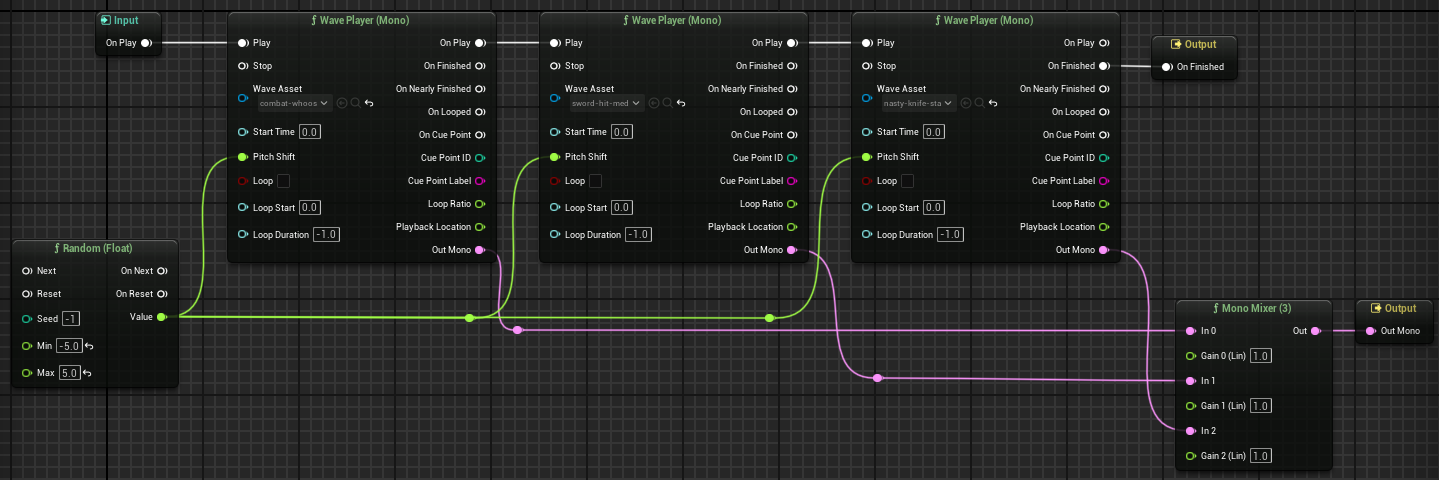 Input
On Play
ƒ Wave Player (Mono)
Play
On Play
Stop
On Finished
Wave Asset
On Nearly Finished
combat-whoos
On Looped
Start Time 0.0
On Cue Point
Pitch Shift
Cue Point ID
Loop
Cue Point Label
Loop Start 0.0
Loop Ratio
Playback Location
Loop Duration -1.0
Out Mono
ƒ Wave Player (Mono)
Play
On Play
Stop
On Finished
Wave Asset
On Nearly Finished
sword-hit-med
On Looped
Start Time 0.0
On Cue Point
Pitch Shift
Cue Point ID
Loop
Cue Point Label
Loop Start 0.0
Loop Ratio
Playback Location
Loop Duration -1.0
Out Mono
ƒ Wave Player (Mono)
Play
On Play
Stop
On Finished
Wave Asset
On Nearly Finished
nasty-knife-sta
On Looped
Start Time 0.0
On Cue Point
Pitch Shift
Cue Point ID
Loop
Cue Point Label
Loop Start 0.0
Loop Ratio
Playback Location
Loop Duration -1.0
Out Mono
Output
On Finished
ƒ Random (Float)
Next
On Next
Reset
On Reset
Seed -1
Value
Min -5.0
Max 5.0
ƒ Mono Mixer (3)
In 0
Out
Gain 0 (Lin) 1.0
In 1
Gain 1 (Lin) 1.0
In 2
Gain 2 (Lin) 1.0
Output
Out Mono